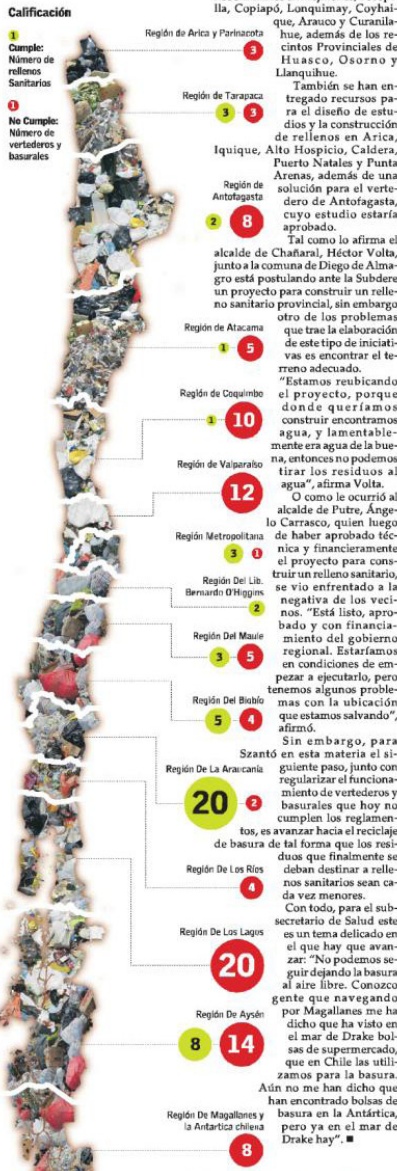 Calificación
1
Cumple:
Número de
rellenos
Sanitarios
1
No Cumple:
Número de
vertederos y
basurales
Región de Arica y Parinacota
3
Región de Tarapaca
3
3
Región de
Antofagasta
2
8
Región de Atacama
1
5
Región de Coquimbo
1
10
Región de Valparaíso
12
Región Metropolitana
3
1
Región Del Lib.
Bernardo O'Higgins
2
Región Del Maule
3
5
Región Del Biobío
5
4
Región De La Araucanía
20
2
Región De Los Ríos
4
Región De Los Lagos
20
Región De Aysén
8
14
Región De Magallanes y
la Antartica chilena
8
lla, Copiapó, Lonquimay, Coyhai-
que, Arauco y Curanila-
hue, además de los re-
cintos Provinciales de
Huasco, Osorno y
Llanquihue.
También se han en-
tregado recursos pa-
ra el diseño de estu-
dios y la construcción
de rellenos en Arica,
Iquique, Alto Hospicio, Caldera,
Puerto Natales y Punta
Arenas, además de una
solución para el verte-
dero de Antofagasta,
cuyo estudio estaría
aprobado.
Tal como lo afirma el
alcalde de Chañaral, Héctor Volta,
junto a la comuna de Diego de Alma-
gro está postulando ante la Subdere
un proyecto para construir un relle-
no sanitario provincial, sin embargo
otro de los problemas
que trae la elaboración
de este tipo de iniciati-
vas es encontrar el te-
rreno adecuado.
"Estamos reubicando
el proyecto, porque
donde queríamos
construir encontramos
agua, y lamentable-
mente era agua de la bue-
na, entonces no podemos
tirar los residuos al
agua", afirma Volta.
O como le ocurrió al
alcalde de Putre, Ánge-
lo Carrasco, quien luego
de haber aprobado téc-
nica y financieramente
el proyecto para cons-
truir un relleno sanitario,
se vio enfrentado a la
negativa de los veci-
nos. "Está listo, apro-
bado y con financia-
miento del gobierno
regional. Estaríamos
en condiciones de em-
pezar a ejecutarlo, pero
tenemos algunos proble-
mas con la ubicación
que estamos salvando",
afirmó.
Sin embargo, para
Szantó en esta materia el si-
guiente paso, junto con
regularizar el funciona-
miento de vertederos y
basurales que hoy no
cumplen los reglamen-
tos, es avanzar hacia el reciclaje
de basura de tal forma que los resi-
duos que finalmente se
deban destinar a relle-
nos sanitarios sean ca-
da vez menores.
Con todo, para el sub-
secretario de Salud este
es un tema delicado en
el que hay que avan-
zar: "No podemos se-
guir dejando la basura
al aire libre. Conozco
gente que navegando
por Magallanes me ha
dicho que ha visto en
el mar de Drake bol-
sas de supermercado,
que en Chile las utili-
zamos para la basura.
Aún no me han dicho que
han encontrado bolsas de
basura en la Antártica,
pero ya en el mar de
Drake hay". ■